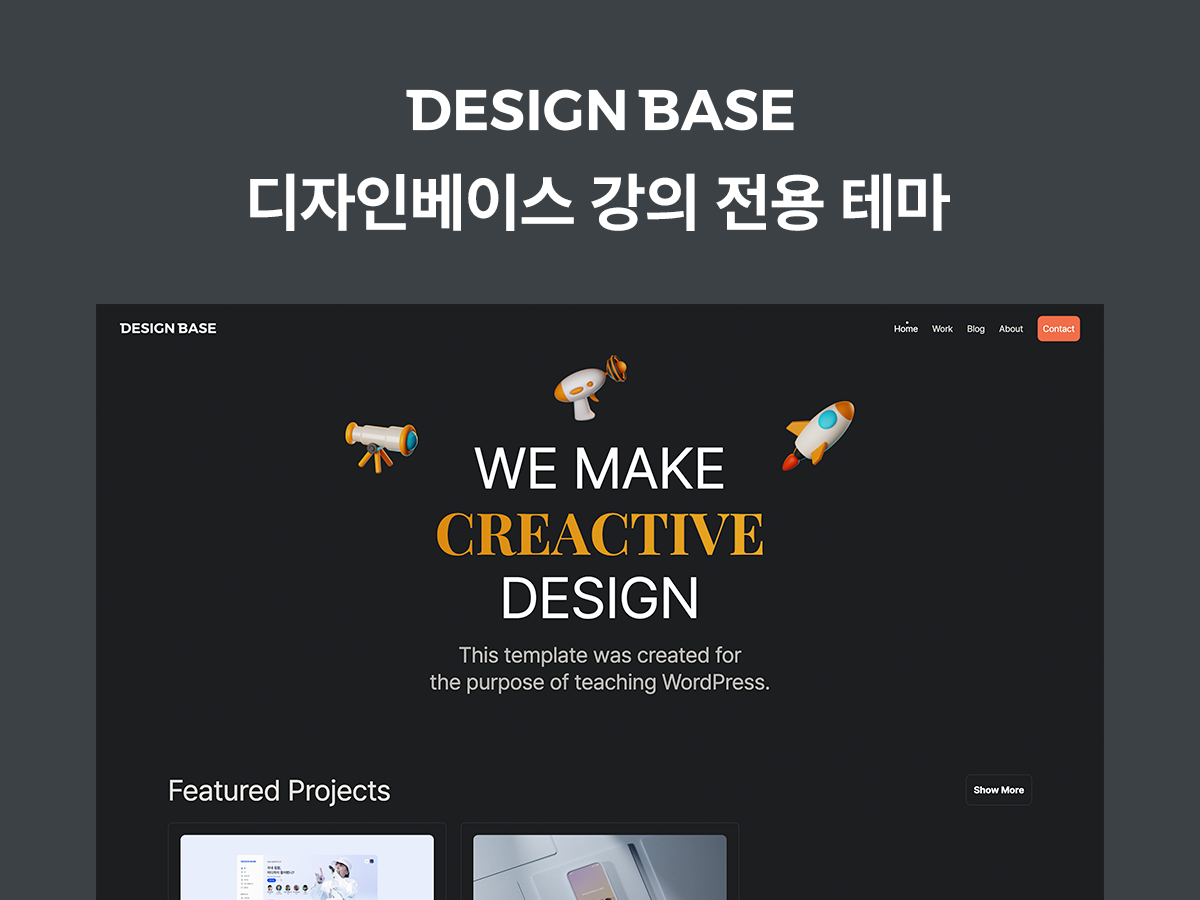 DESIGN BASE
디자인베이스 강의 전용 테마
DESIGN BASE
Home Work Blog About Contact
WE MAKE
CREACTIVE
DESIGN
This template was created for
the purpose of teaching WordPress.
Featured Projects
Show More